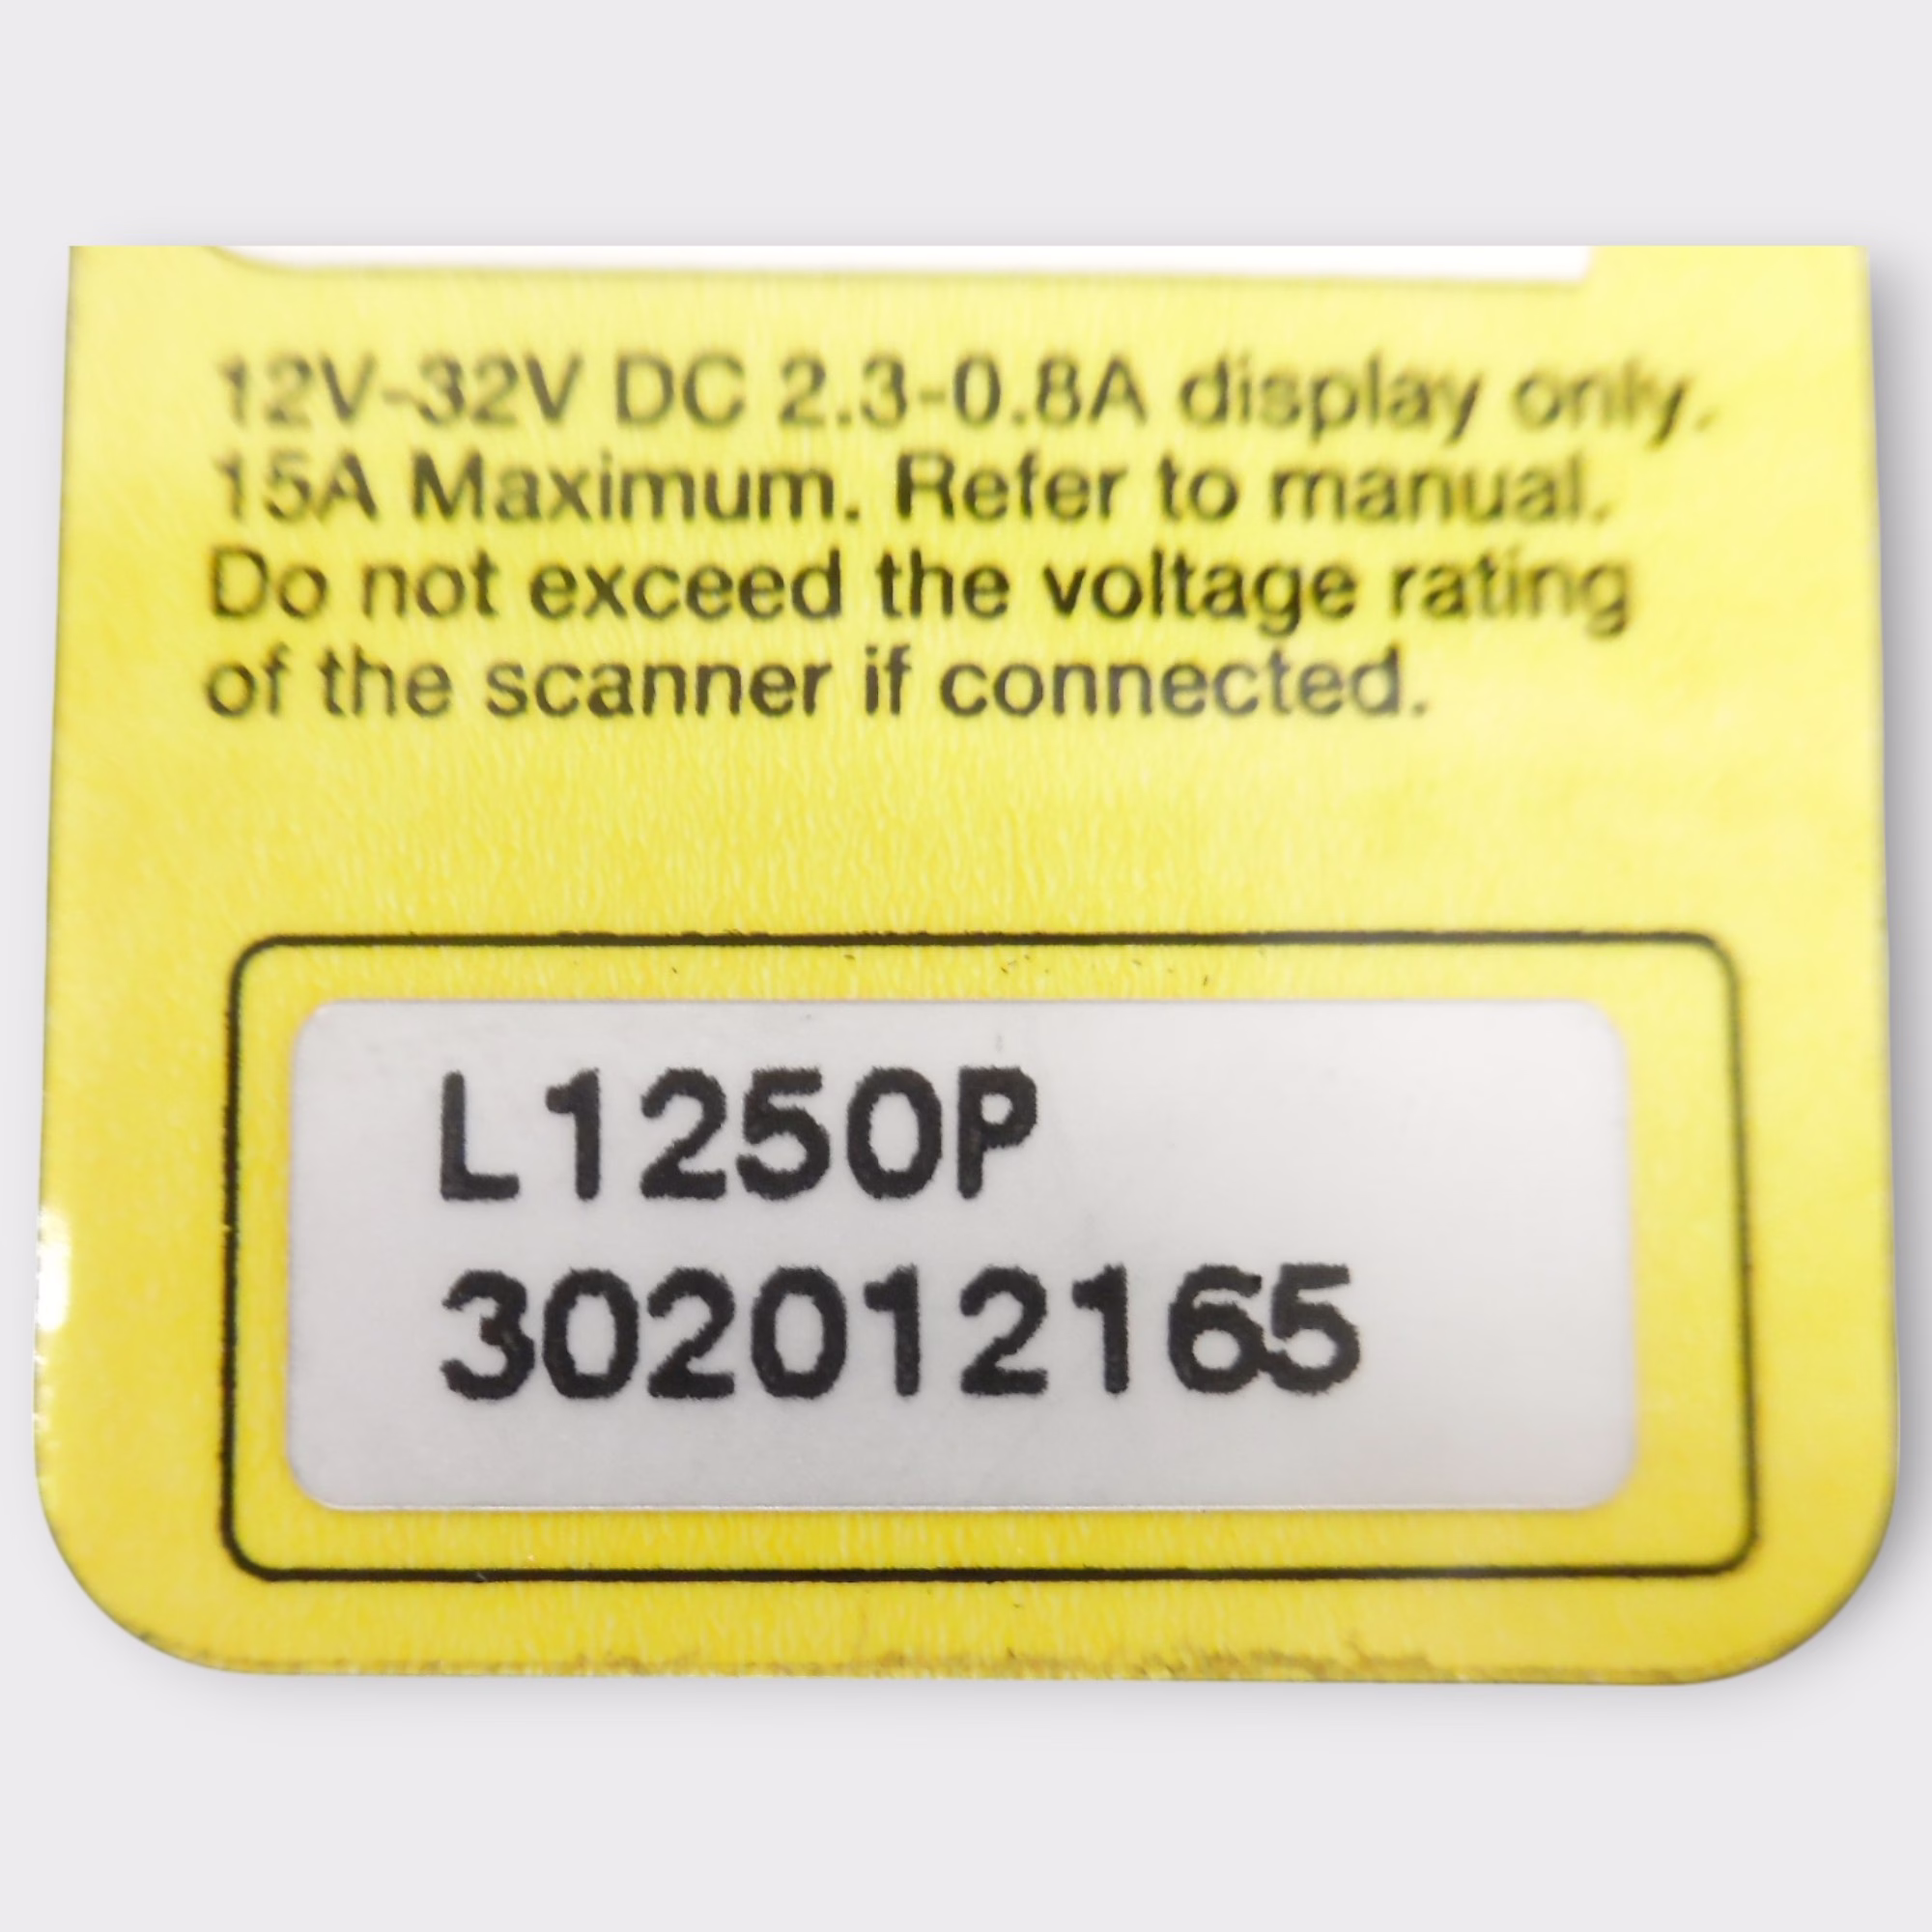 12V-32V DC 2.3-0.8A display only.
15A Maximum. Refer to manual.
Do not exceed the voltage rating
of the scanner if connected.
L1250P
302012165